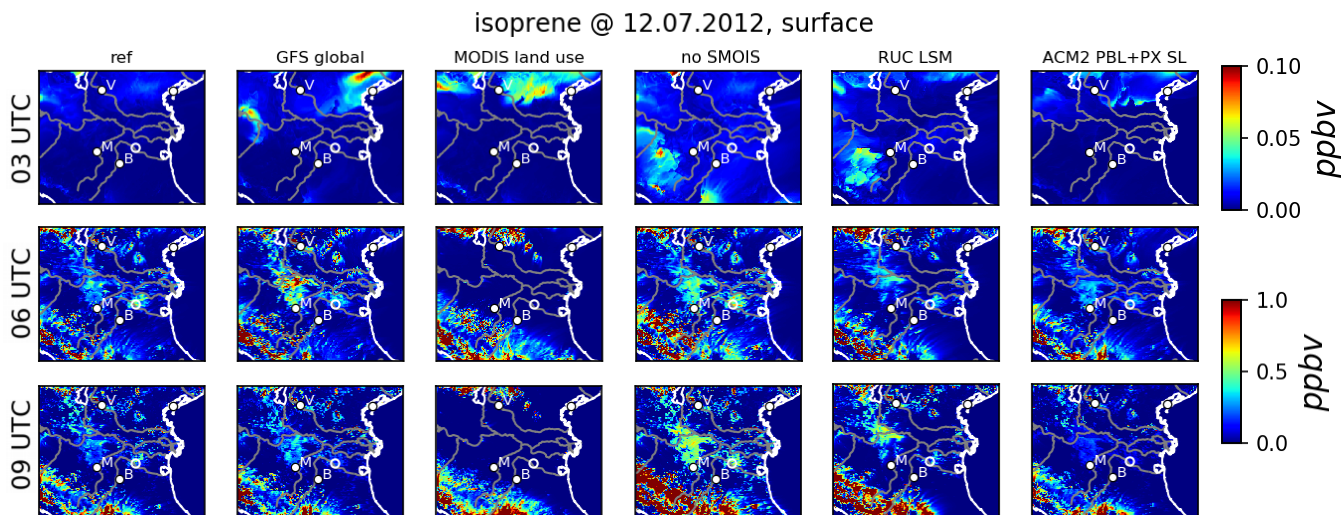 isoprene @ 12.07.2012, surface
ref GFS global MODIS land use no SMOIS RUC LSM ACM2 PBL+PX SL
03 UTC
V M B V M B V M B V M B V M B V M B
0.10
0.05
0.00
ppbv
06 UTC
V M B V M B V M B V M B V M B V M B
1.0
0.5
0.0
ppbv
09 UTC
V M B V M B V M B V M B V M B V M B